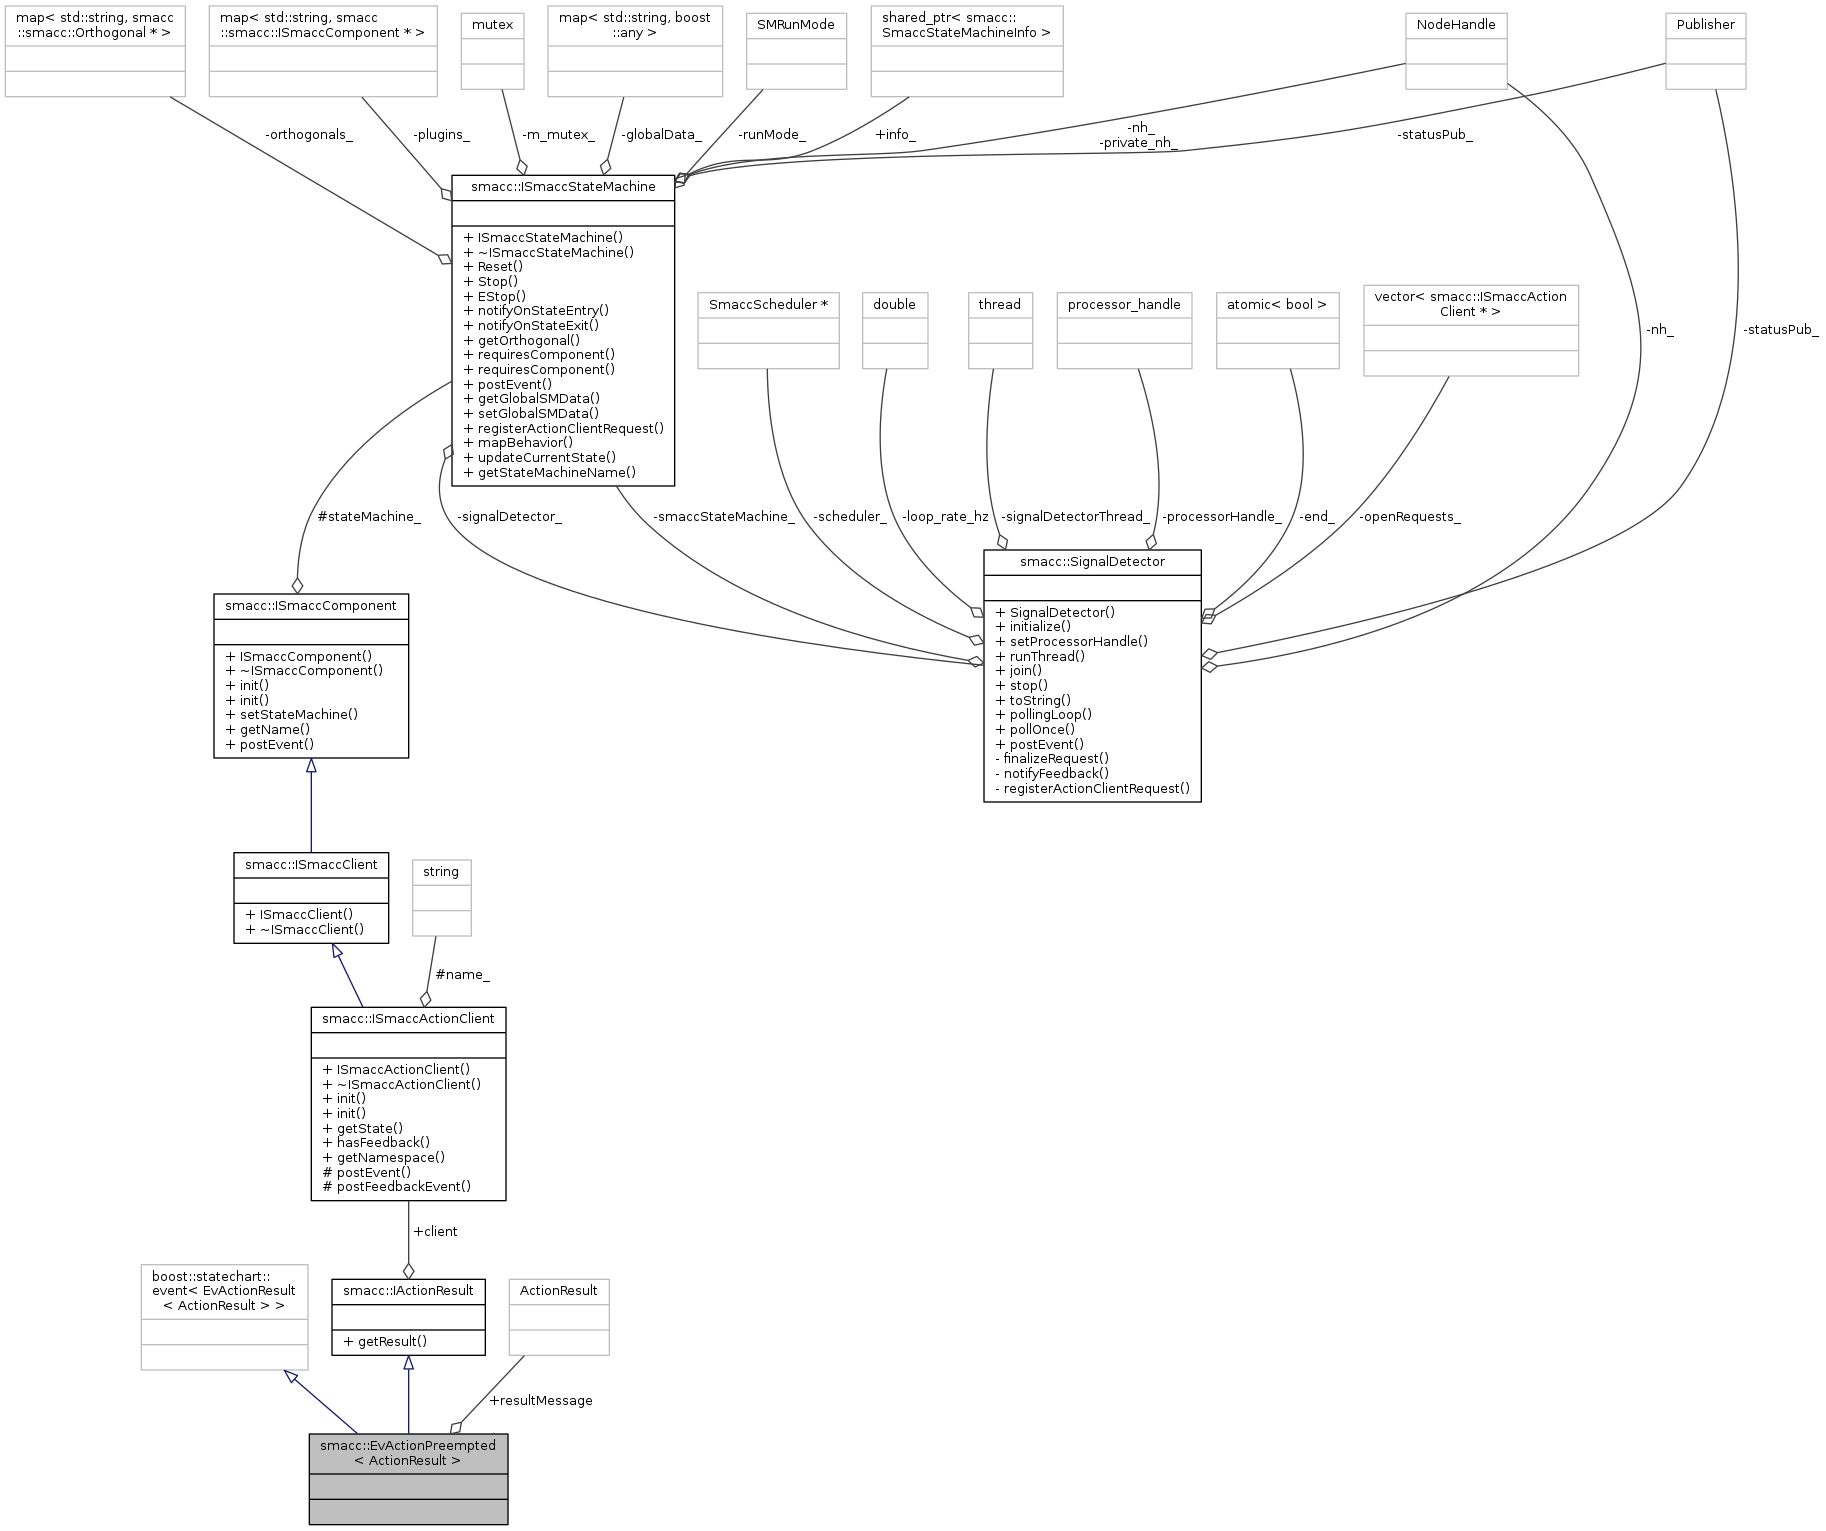 map< std::string, smacc
::smacc::Orthogonal * >
map< std::string, smacc
::smacc::ISmaccComponent * >
mutex
map< std::string, boost
::any >
SMRunMode
shared_ptr< smacc::
SmaccStateMachineInfo >
NodeHandle
Publisher
-orthogonals_
-plugins_
-m_mutex_
-globalData_
-runMode_
+info_
-nh_
-private_nh_
-statusPub_
smacc::ISmaccStateMachine
+ ISmaccStateMachine()
+ ~ISmaccStateMachine()
+ Reset()
+ Stop()
+ EStop()
+ notifyOnStateEntry()
+ notifyOnStateExit()
+ getOrthogonal()
+ requiresComponent()
+ requiresComponent()
+ postEvent()
+ getGlobalSMData()
+ setGlobalSMData()
+ registerActionClientRequest()
+ mapBehavior()
+ updateCurrentState()
+ getStateMachineName()
SmaccScheduler *
double
thread
processor_handle
atomic< bool >
vector< smacc::ISmaccAction
Client * >
-nh_
-statusPub_
#stateMachine_
-signalDetector_
-smaccStateMachine_
-scheduler_
-loop_rate_hz
-signalDetectorThread_
-processorHandle_
-end_
-openRequests_
smacc::SignalDetector
+ SignalDetector()
+ initialize()
+ setProcessorHandle()
+ runThread()
+ join()
+ stop()
+ toString()
+ pollingLoop()
+ pollOnce()
+ postEvent()
- finalizeRequest()
- notifyFeedback()
- registerActionClientRequest()
smacc::ISmaccComponent
+ ISmaccComponent()
+ ~ISmaccComponent()
+ init()
+ init()
+ setStateMachine()
+ getName()
+ postEvent()
smacc::ISmaccClient
+ ISmaccClient()
+ ~ISmaccClient()
string
#name_
smacc::ISmaccActionClient
+ ISmaccActionClient()
+ ~ISmaccActionClient()
+ init()
+ init()
+ getState()
+ hasFeedback()
+ getNamespace()
# postEvent()
# postFeedbackEvent()
+client
boost::statechart::
event< EvActionResult
< ActionResult > >
smacc::IActionResult
+ getResult()
ActionResult
+resultMessage
smacc::EvActionPreempted
< ActionResult >